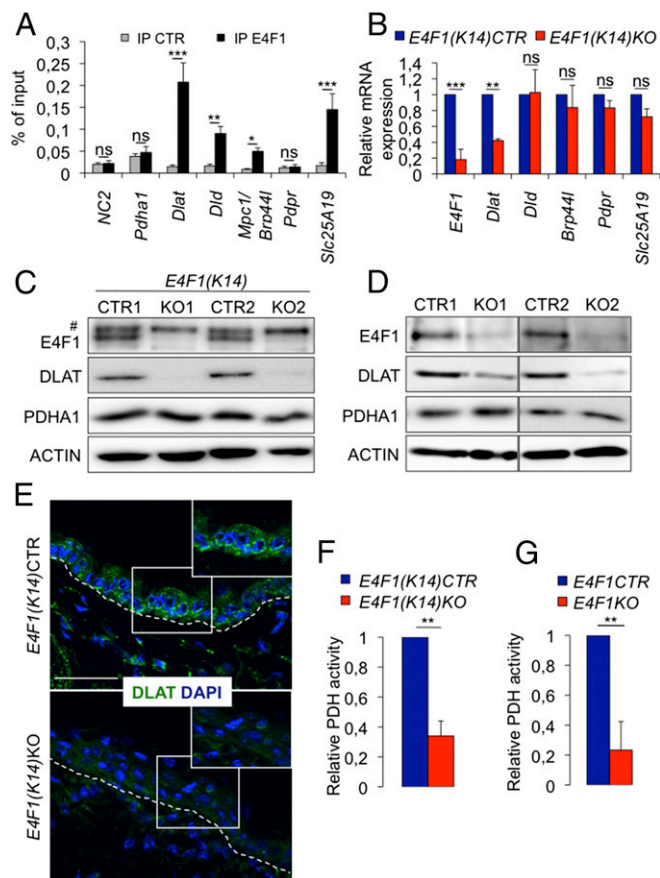 A
IP CTR IP E4F1
% of input
0,3
0,25
0,2
0,15
0,1
0,05
0
ns
ns
***
**
*
ns
***
NC2
Pdha1
Dlat
Dld
Mpc1/
Brp44l
Pdpr
Slc25A19
B
E4F1(K14)CTR E4F1(K14)KO
Relative mRNA
expression
1,4
1,2
1
0,8
0,6
0,4
0,2
0
***
**
ns
ns
ns
ns
E4F1
Dlat
Dld
Brp44l
Pdpr
Slc25A19
C
E4F1(K14)
CTR1 KO1 CTR2 KO2
#
E4F1
DLAT
PDHA1
ACTIN
D
CTR1 KO1 CTR2 KO2
E4F1
DLAT
PDHA1
ACTIN
E
E4F1(K14)CTR
DLAT DAPI
E4F1(K14)KO
F
E4F1(K14)CTR
E4F1(K14)KO
Relative PDH activity
**
1
0,8
0,6
0,4
0,2
0
G
E4F1CTR
E4F1KO
Relative PDH activity
**
1
0,8
0,6
0,4
0,2
0